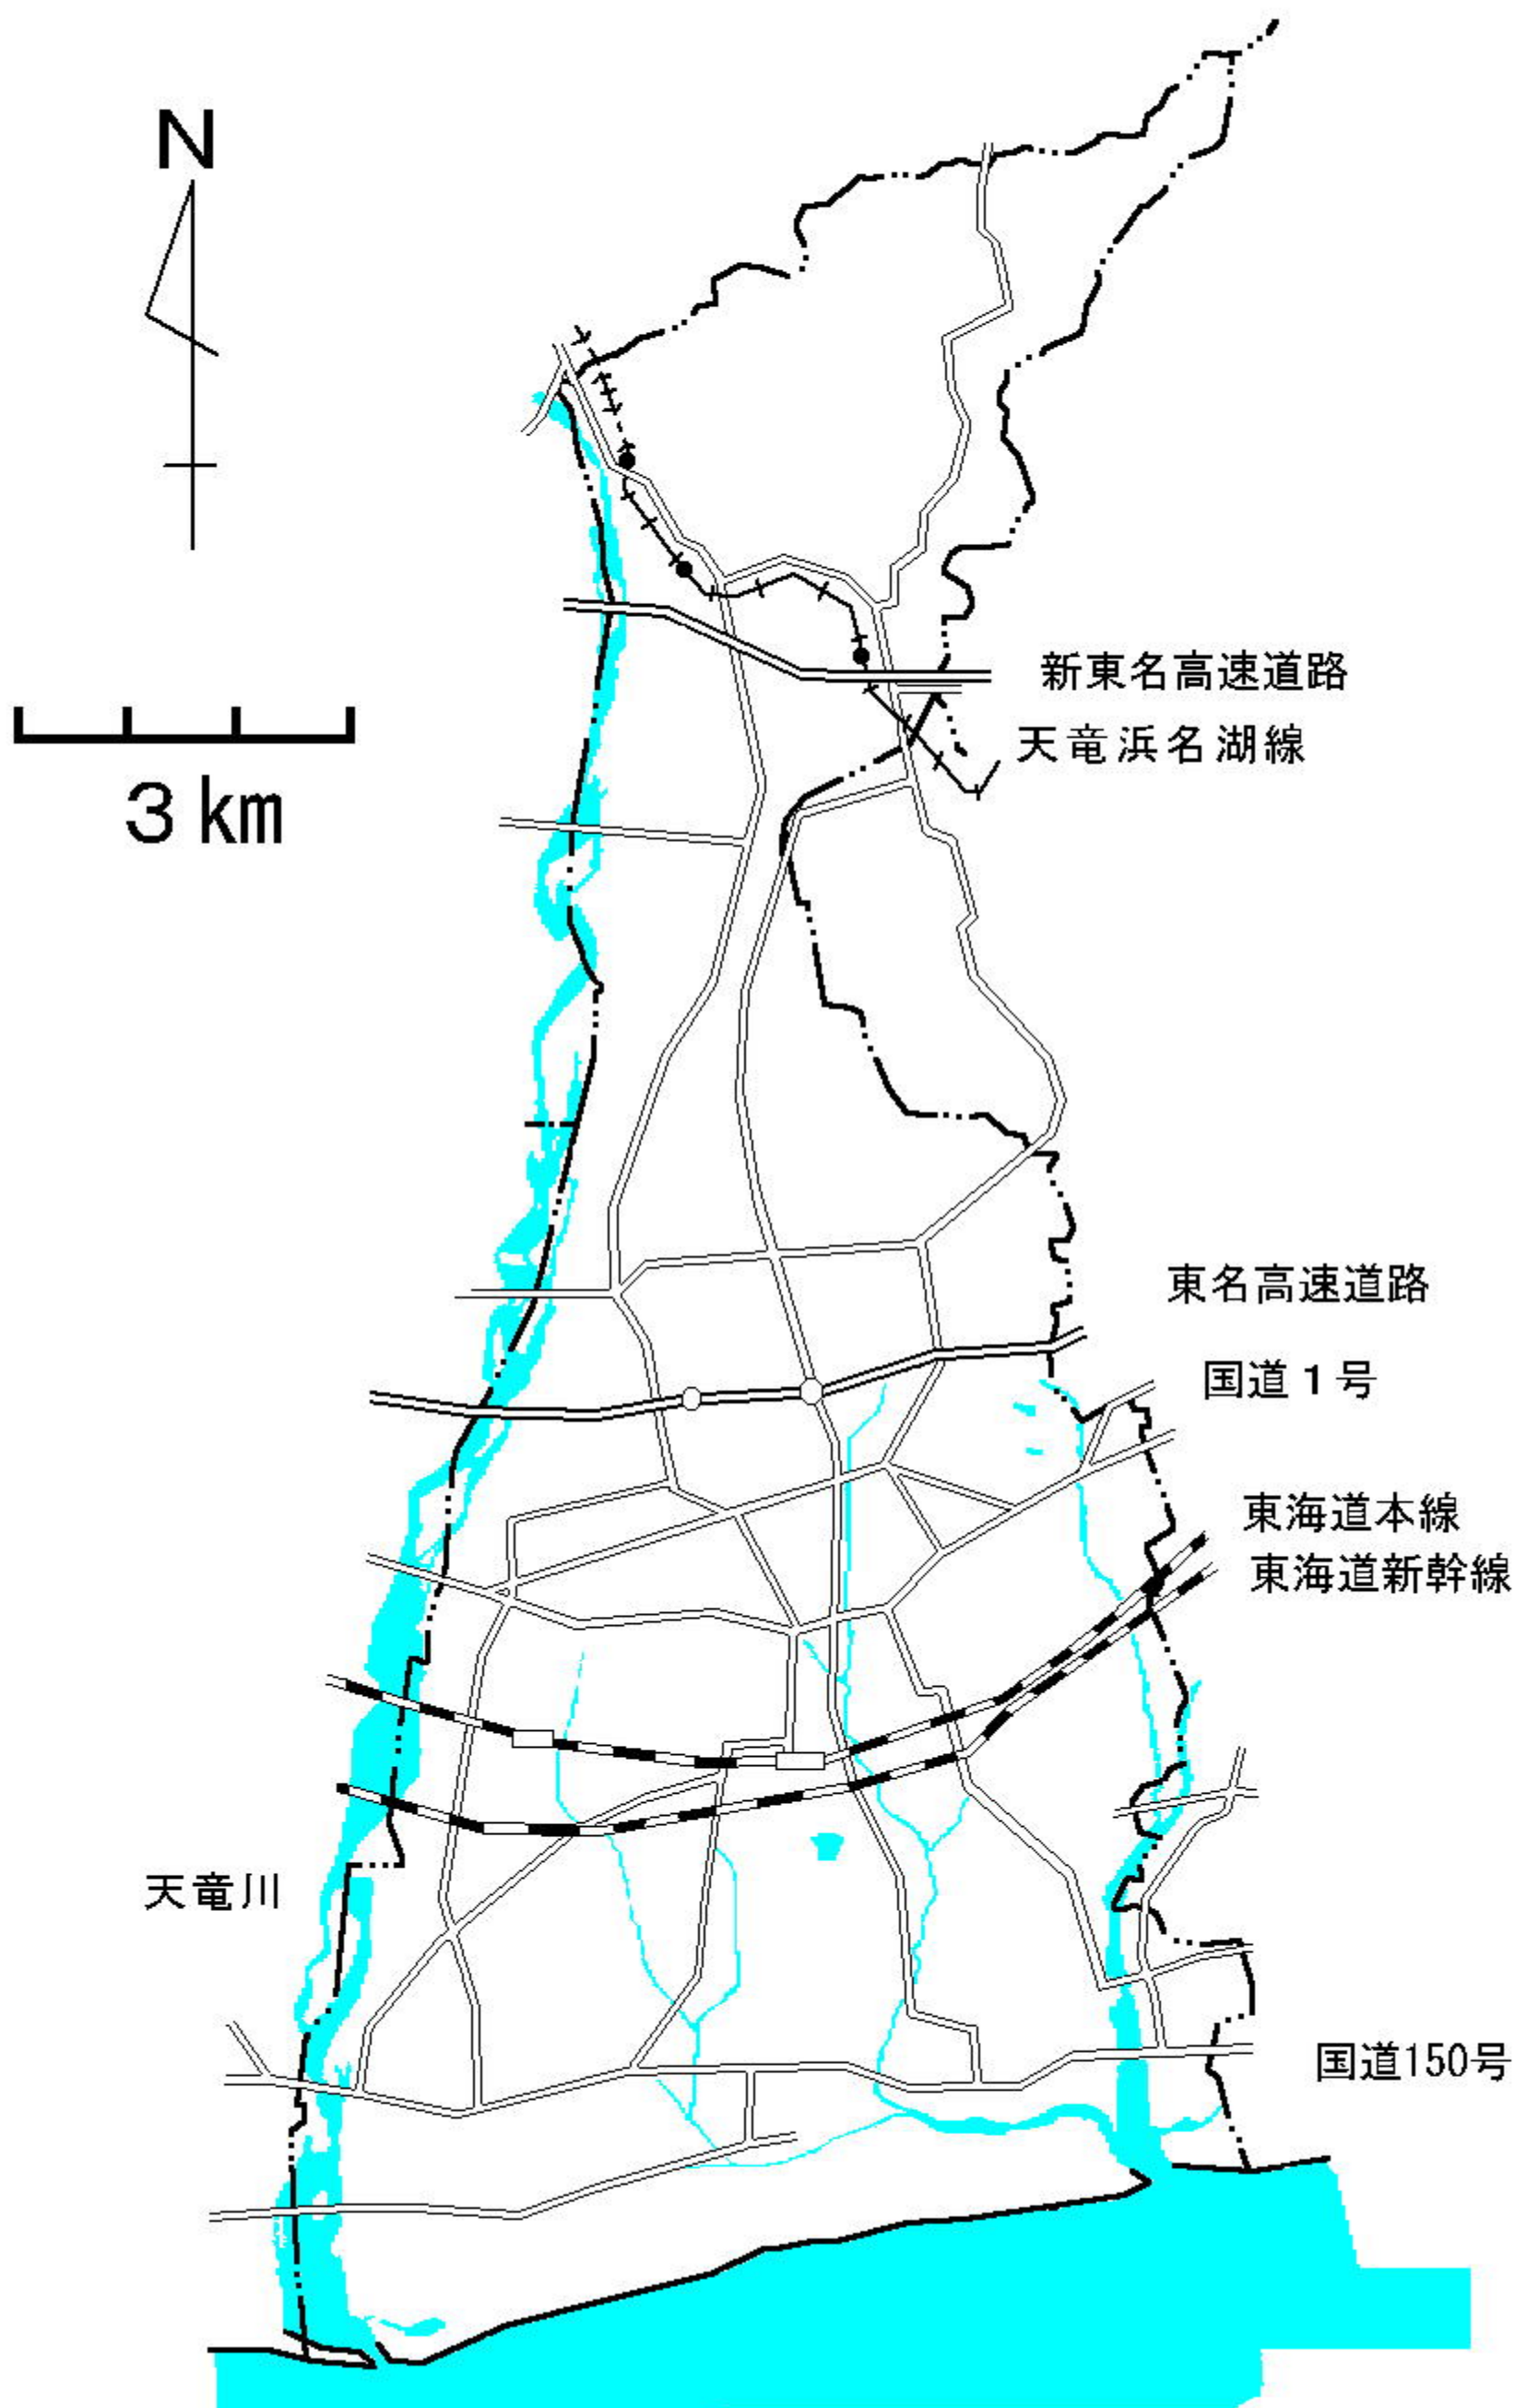 N
新東名高速道路
天竜浜名湖線
3 km
東名高速道路
国道1号
東海道本線
東海道新幹線
天竜川
国道150号